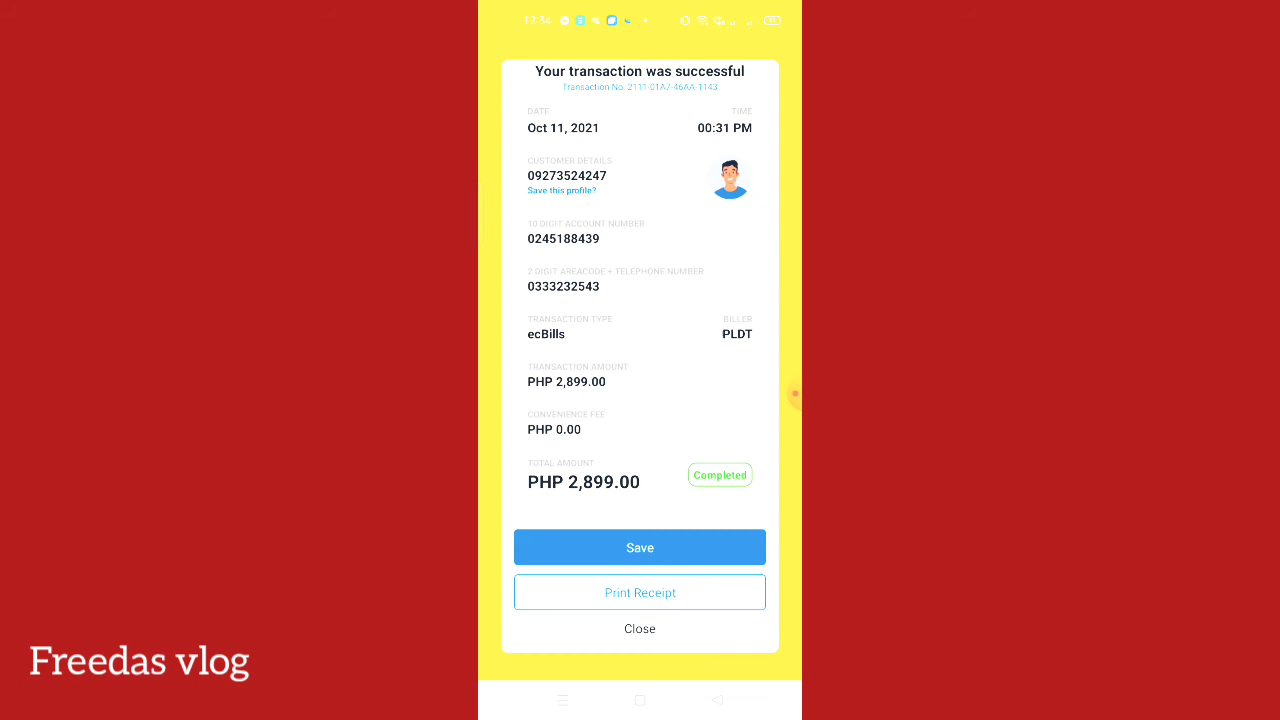 12:34
Your transaction was successful
Transaction No. 2111-01A7-46AA-1143
DATE TIME
Oct 11, 2021 00:31 PM
CUSTOMER DETAILS
09273524247
Save this profile?
10 DIGIT ACCOUNT NUMBER
0245188439
2 DIGIT AREACODE + TELEPHONE NUMBER
0333232543
TRANSACTION TYPE BILLER
ecBills PLDT
TRANSACTION AMOUNT
PHP 2,899.00
CONVENIENCE FEE
PHP 0.00
TOTAL AMOUNT
PHP 2,899.00 Completed
Save
Print Receipt
Close
Freedas vlog